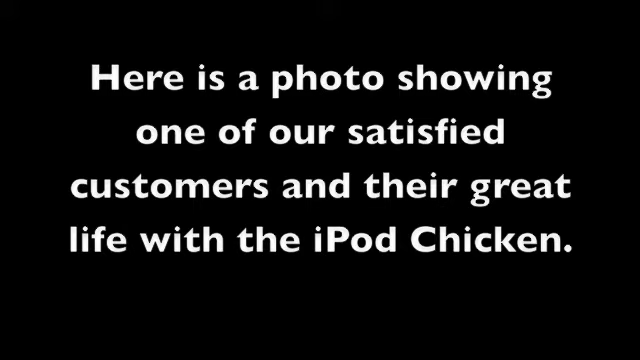 Here is a photo showing
one of our satisfied
customers and their great
life with the iPod Chicken.